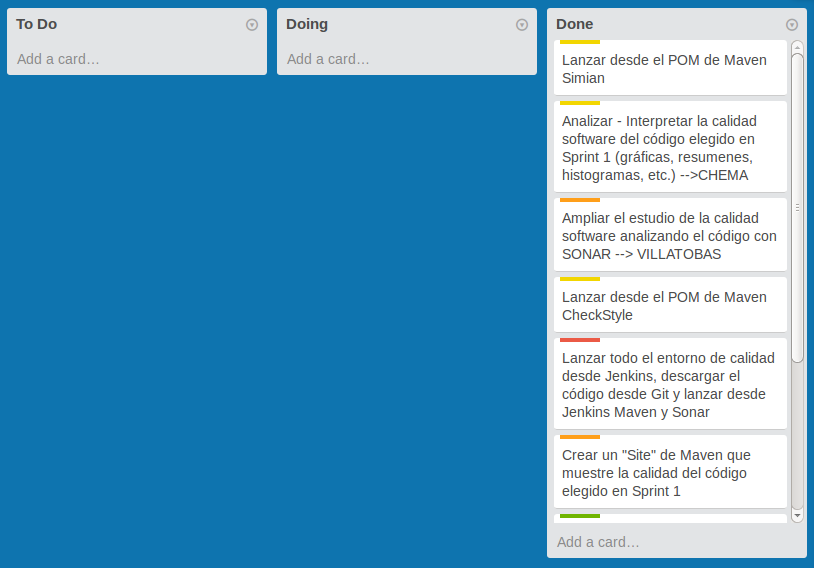 To Do
Add a card…
Doing
Add a card…
Done
Lanzar desde el POM de Maven
Simian
Analizar - Interpretar la calidad
software del código elegido en
Sprint 1 (gráficas, resumenes,
histogramas, etc.) -->CHEMA
Ampliar el estudio de la calidad
software analizando el código con
SONAR --> VILLATOBAS
Lanzar desde el POM de Maven
CheckStyle
Lanzar todo el entorno de calidad
desde Jenkins, descargar el
código desde Git y lanzar desde
Jenkins Maven y Sonar
Crear un "Site" de Maven que
muestre la calidad del código
elegido en Sprint 1
Add a card…